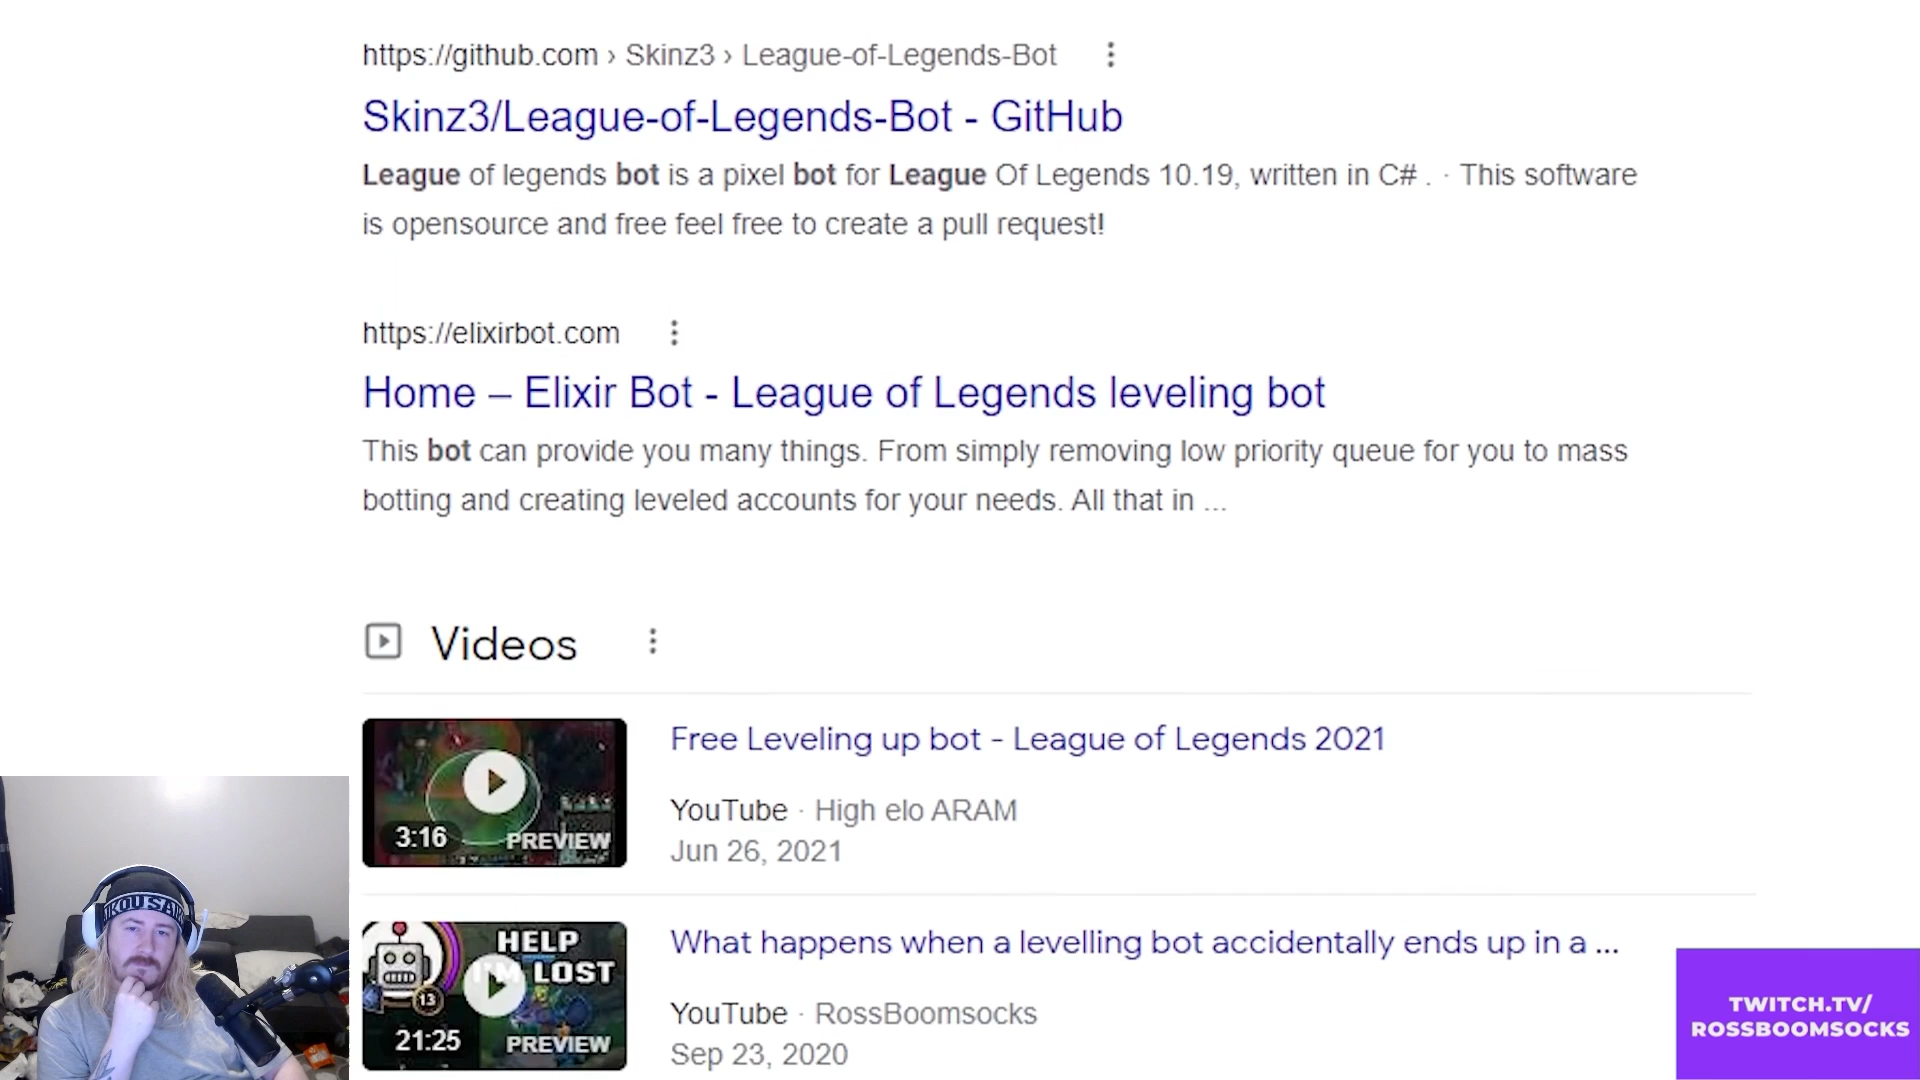 https://github.com › Skinz3 › League-of-Legends-Bot
Skinz3/League-of-Legends-Bot - GitHub
League of legends bot is a pixel bot for League Of Legends 10.19, written in C# . · This software
is opensource and free feel free to create a pull request!
https://elixirbot.com
Home – Elixir Bot - League of Legends leveling bot
This bot can provide you many things. From simply removing low priority queue for you to mass
botting and creating leveled accounts for your needs. All that in ...
Videos
3:16
PREVIEW
Free Leveling up bot - League of Legends 2021
YouTube · High elo ARAM
Jun 26, 2021
HELP
I'M LOST
13
21:25
PREVIEW
What happens when a levelling bot accidentally ends up in a ...
YouTube · RossBoomsocks
Sep 23, 2020
TWITCH.TV/
ROSSBOOMSOCKS